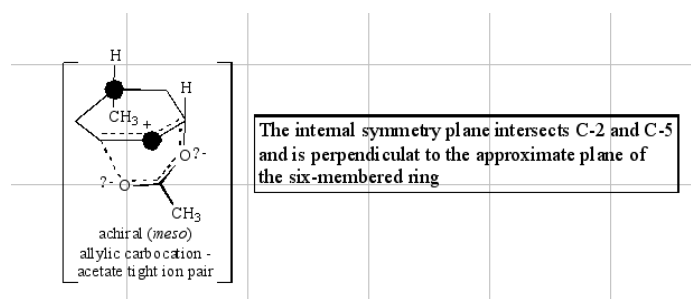 H
H
CH3
+
O?-
?-O
CH3
achiral (meso)
allylic carbocation -
acetate tight ion pair
The internal symmetry plane intersects C-2 and C-5
and is perpendiculat to the approximate plane of
the six-membered ring